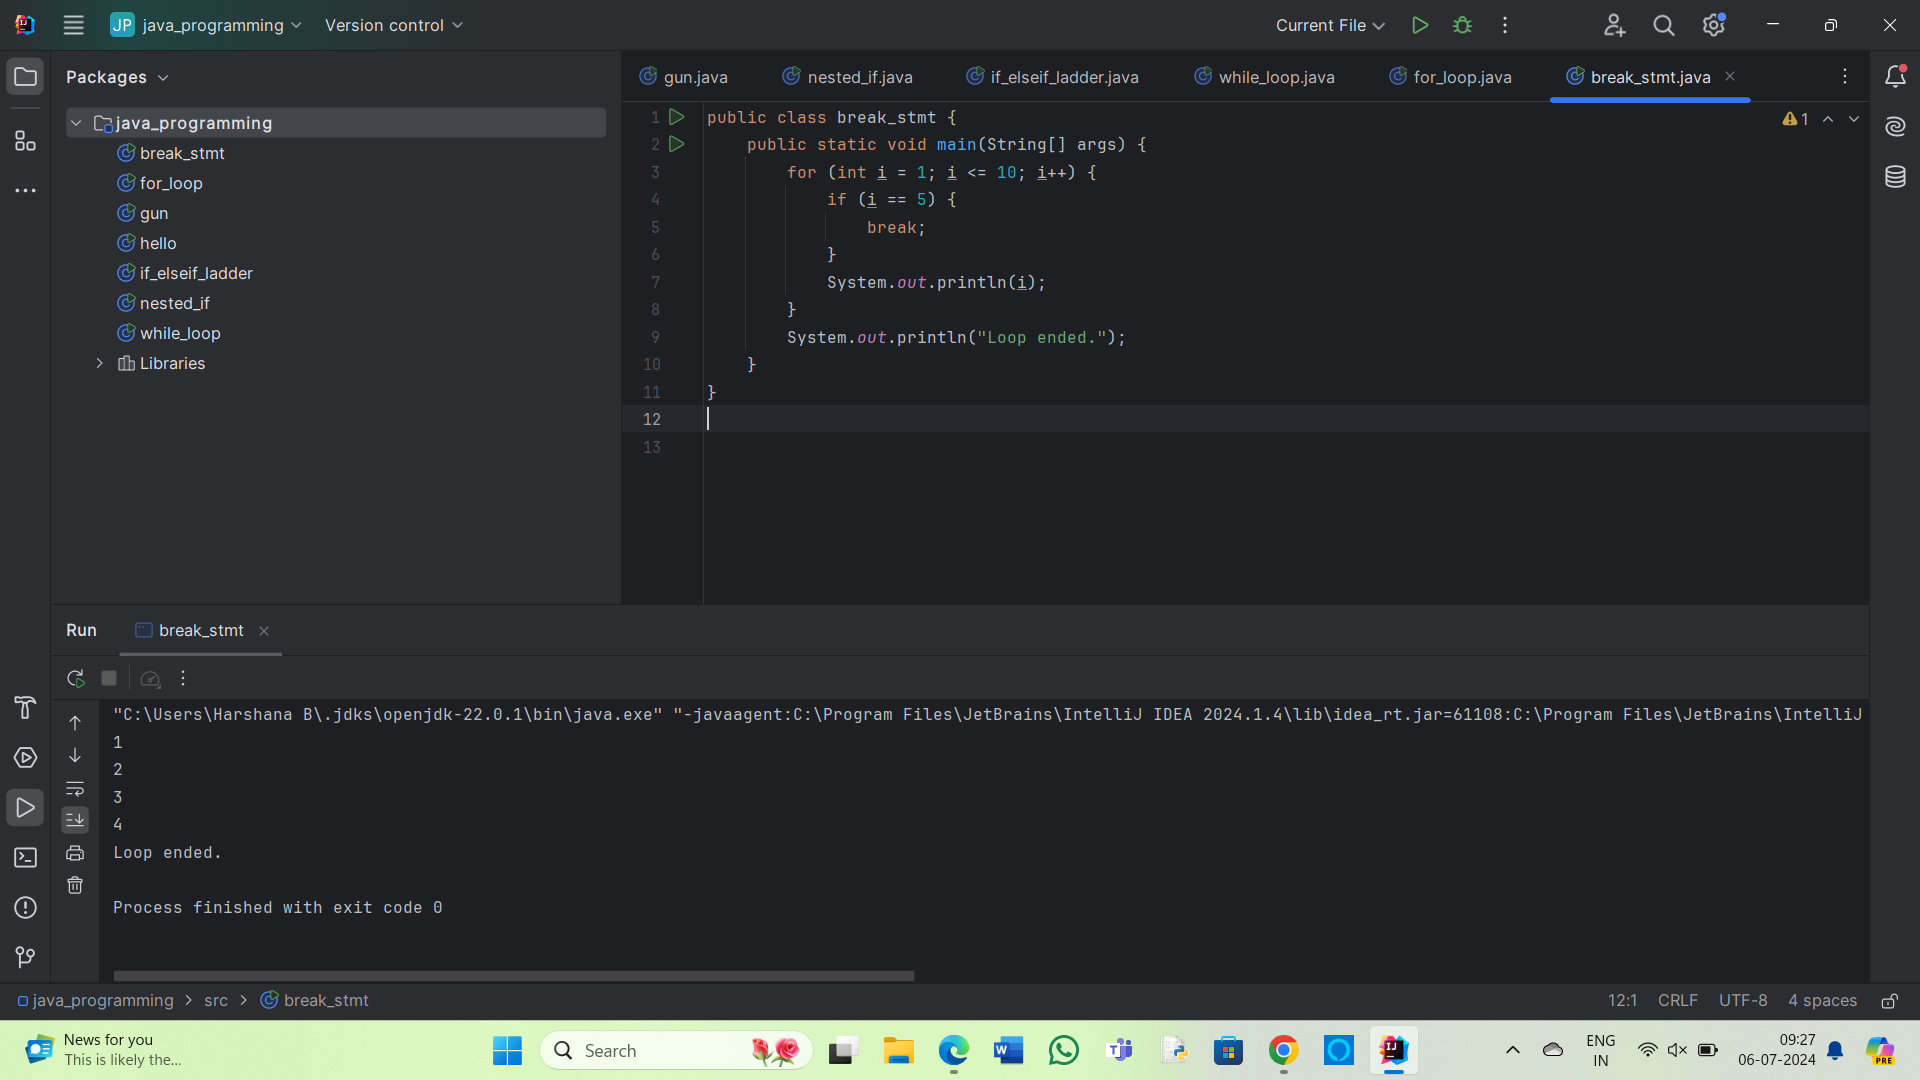 JP java_programming Version control Current File
Packages
java_programming
break_stmt
for_loop
gun
hello
if_elseif_ladder
nested_if
while_loop
Libraries
gun.java nested_if.java if_elseif_ladder.java while_loop.java for_loop.java break_stmt.java
1 public class break_stmt { 1
2 public static void main(String[] args) {
3 for (int i = 1; i <= 10; i++) {
4 if (i == 5) {
5 break;
6 }
7 System.out.println(i);
8 }
9 System.out.println("Loop ended.");
10 }
11 }
12
13
Run break_stmt
"C:\Users\Harshana B\.jdks\openjdk-22.0.1\bin\java.exe" "-javaagent:C:\Program Files\JetBrains\IntelliJ IDEA 2024.1.4\lib\idea_rt.jar=61108:C:\Program Files\JetBrains\IntelliJ
1
2
3
4
Loop ended.
Process finished with exit code 0
java_programming > src > break_stmt 12:1 CRLF UTF-8 4 spaces
News for you
This is likely the...
Search
ENG
IN
09:27
06-07-2024
PRE